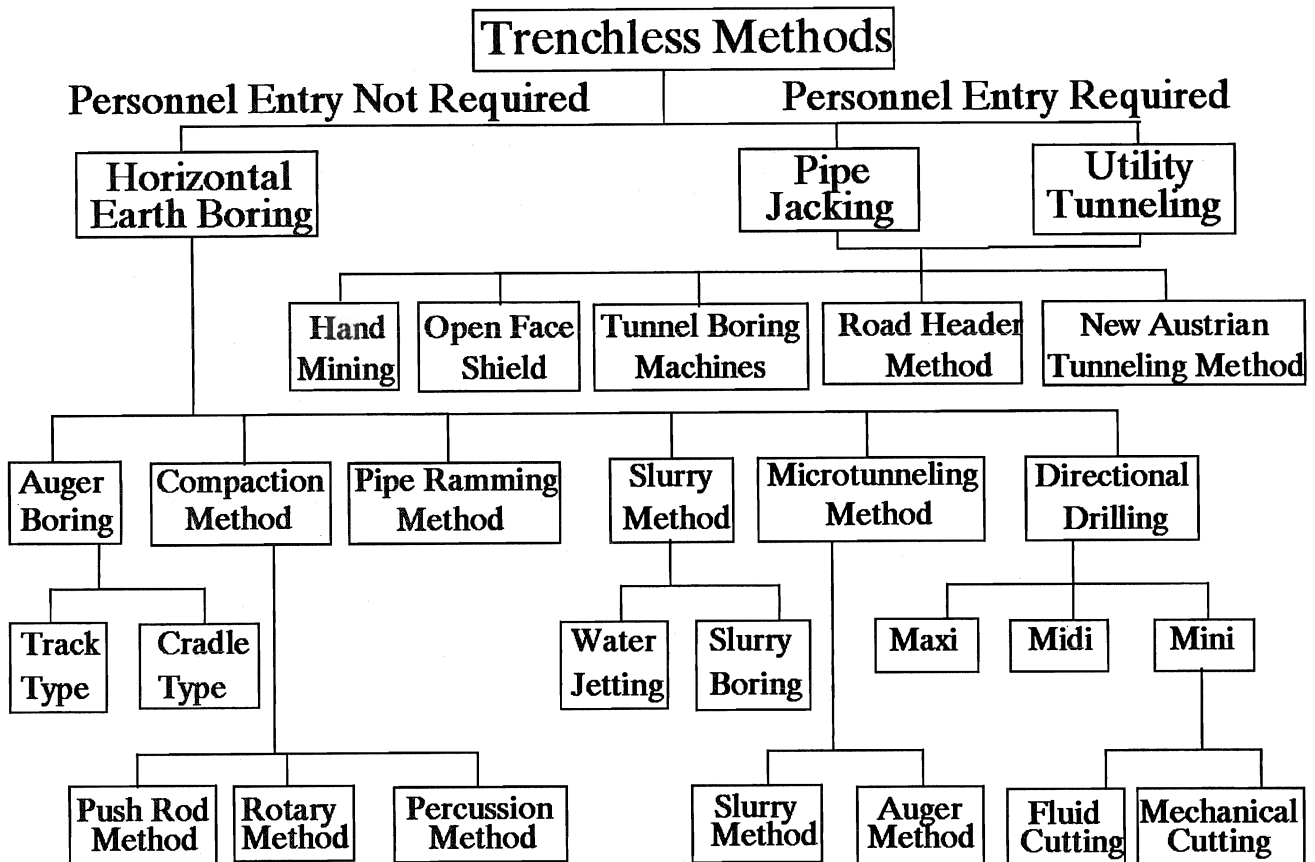 Trenchless Methods
Personnel Entry Not Required
Personnel Entry Required
Horizontal
Earth Boring
Pipe
Jacking
Utility
Tunneling
Hand
Mining
Open Face
Shield
Tunnel Boring
Machines
Road Header
Method
New Austrian
Tunneling Method
Auger
Boring
Compaction
Method
Pipe Ramming
Method
Slurry
Method
Microtunneling
Method
Directional
Drilling
Track
Type
Cradle
Type
Water
Jetting
Slurry
Boring
Maxi
Midi
Mini
Push Rod
Method
Rotary
Method
Percussion
Method
Slurry
Method
Auger
Method
Fluid
Cutting
Mechanical
Cutting